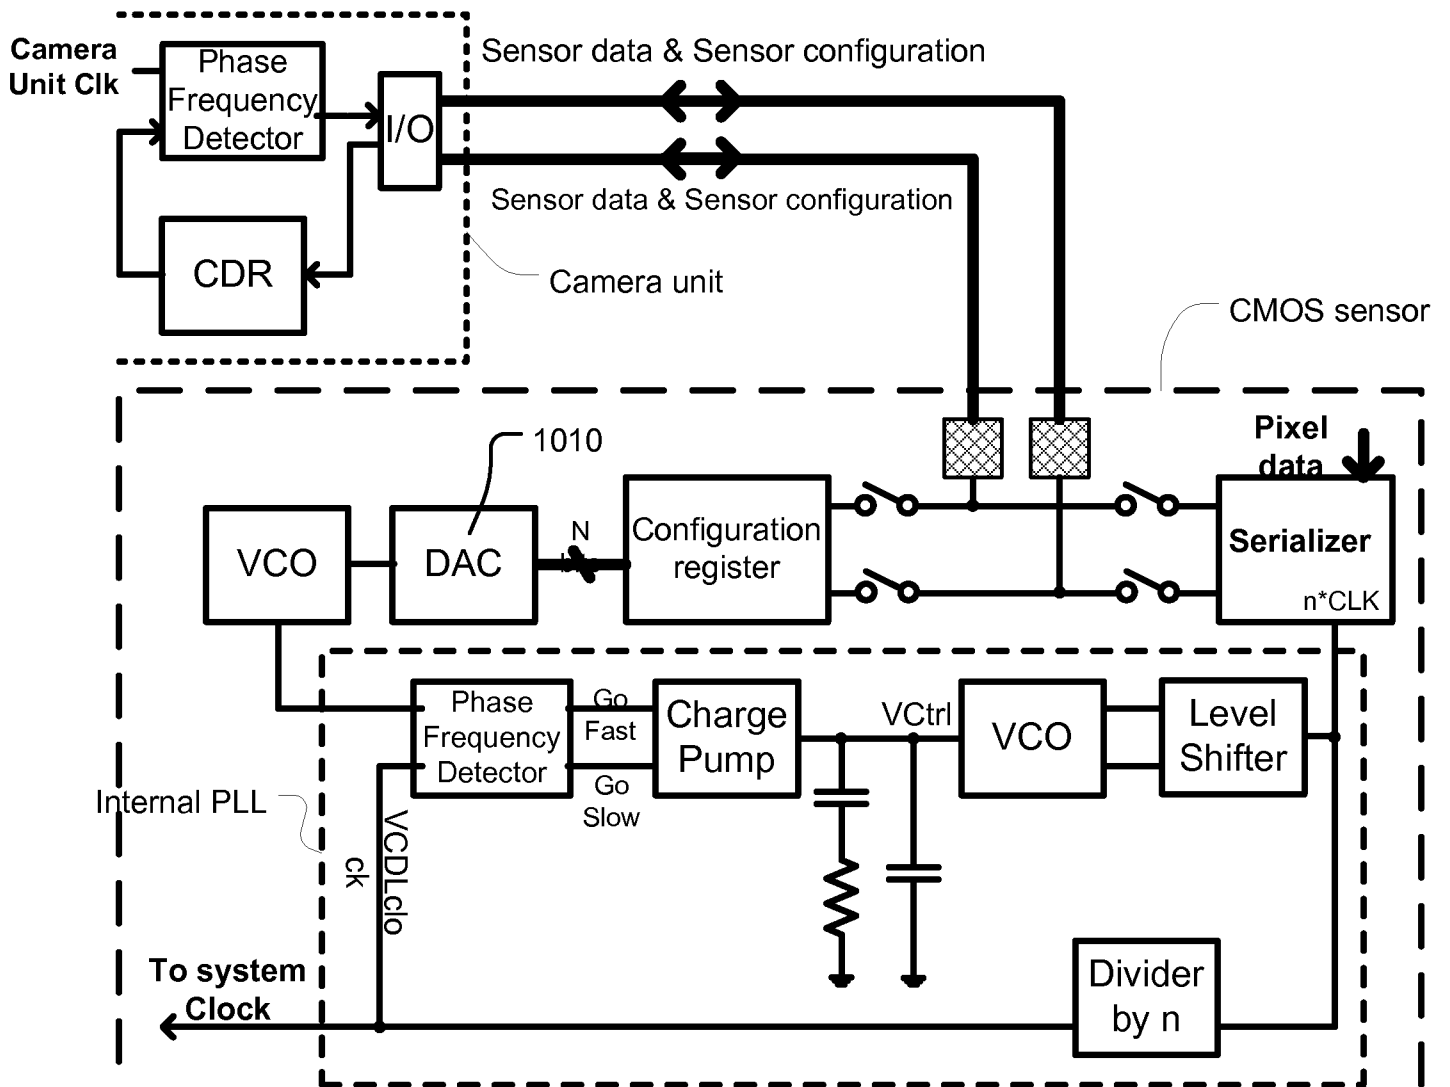 Camera
Unit Clk
Phase
Frequency
Detector
I/O
CDR
Sensor data & Sensor configuration
Sensor data & Sensor configuration
Camera unit
CMOS sensor
1010
Pixel
data
VCO
DAC
N
Configuration
register
Serializer
n*CLK
Phase
Frequency
Detector
Go
Fast
Go
Slow
Charge
Pump
VCtrl
VCO
Level
Shifter
Internal PLL
VCDLclo
ck
To system
Clock
Divider
by n